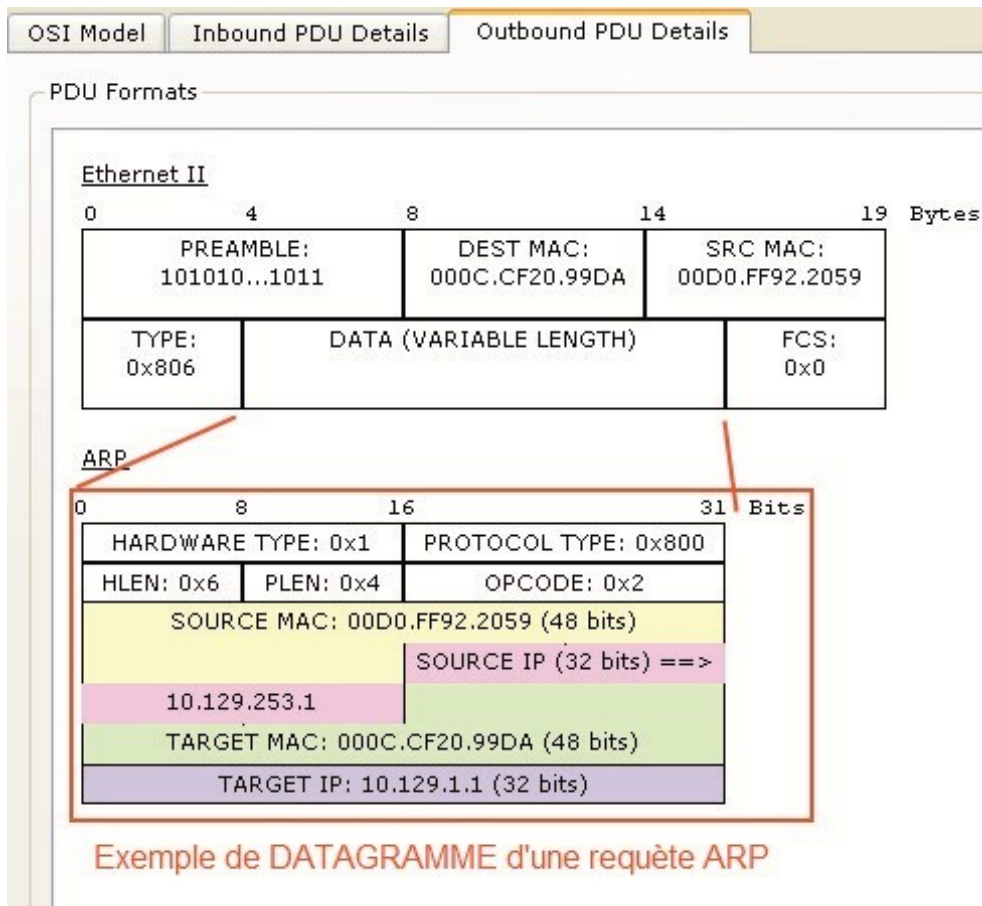 OSI Model Inbound PDU Details Outbound PDU Details
PDU Formats
Ethernet II
0 4 8 14 19 Bytes
PREAMBLE: DEST MAC: SRC MAC:
101010...1011 000C.CF20.99DA 00D0.FF92.2059
TYPE: DATA (VARIABLE LENGTH) FCS:
0x806 0x0
ARP
0 8 16 31 Bits
HARDWARE TYPE: 0x1 PROTOCOL TYPE: 0x800
HLEN: 0x6 PLEN: 0x4 OPCODE: 0x2
SOURCE MAC: 00D0.FF92.2059 (48 bits)
SOURCE IP (32 bits) ==>
10.129.253.1
TARGET MAC: 000C.CF20.99DA (48 bits)
TARGET IP: 10.129.1.1 (32 bits)
Exemple de DATAGRAMME d'une requète ARP